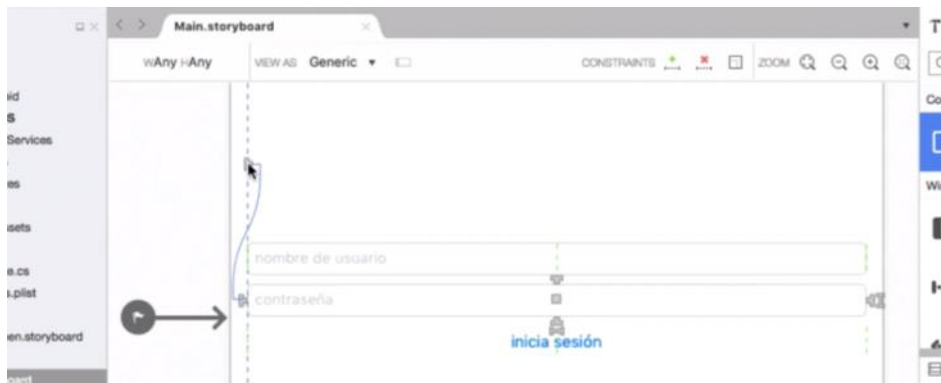 Main.storyboard
wAny hAny
VIEW AS Generic
CONSTRAINTS
ZOOM
Services
e.cs
s.plist
en.storyboard
nombre de usuario
contraseña
inicia sesión